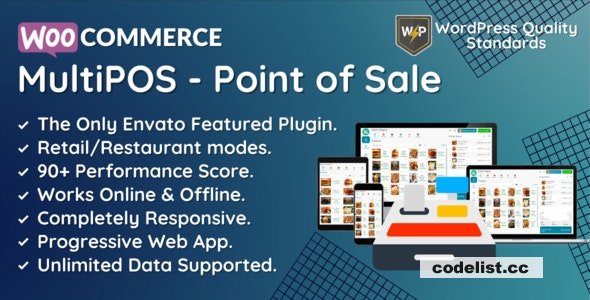 WOO COMMERCE
WP
WordPress Quality
Standards
MultiPOS - Point of Sale
✓ The Only Envato Featured Plugin.
✓ Retail/Restaurant modes.
✓ 90+ Performance Score.
✓ Works Online & Offline.
✓ Completely Responsive.
✓ Progressive Web App.
✓ Unlimited Data Supported.
codelist.cc